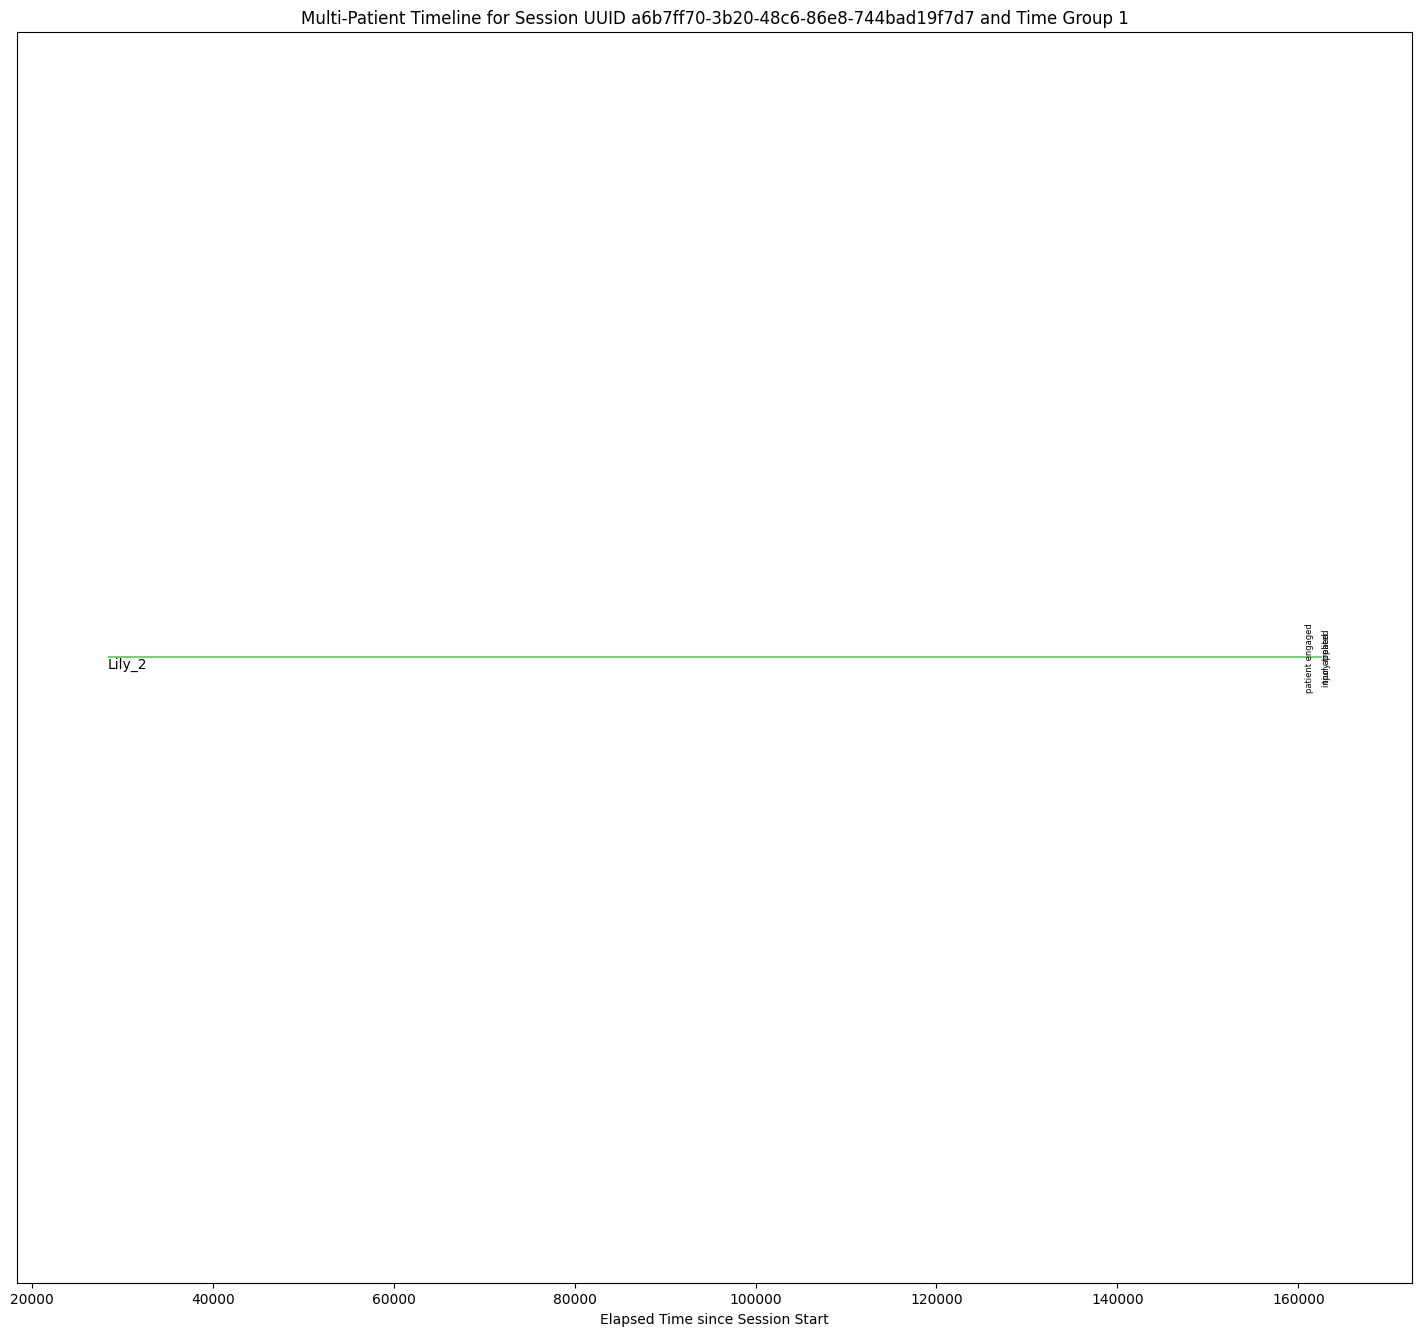 Multi-Patient Timeline for Session UUID a6b7ff70-3b20-48c6-86e8-744bad19f7d7 and Time Group 1
Lily_2
patient engaged
20000 40000 60000 80000 100000 120000 140000 160000
Elapsed Time since Session Start